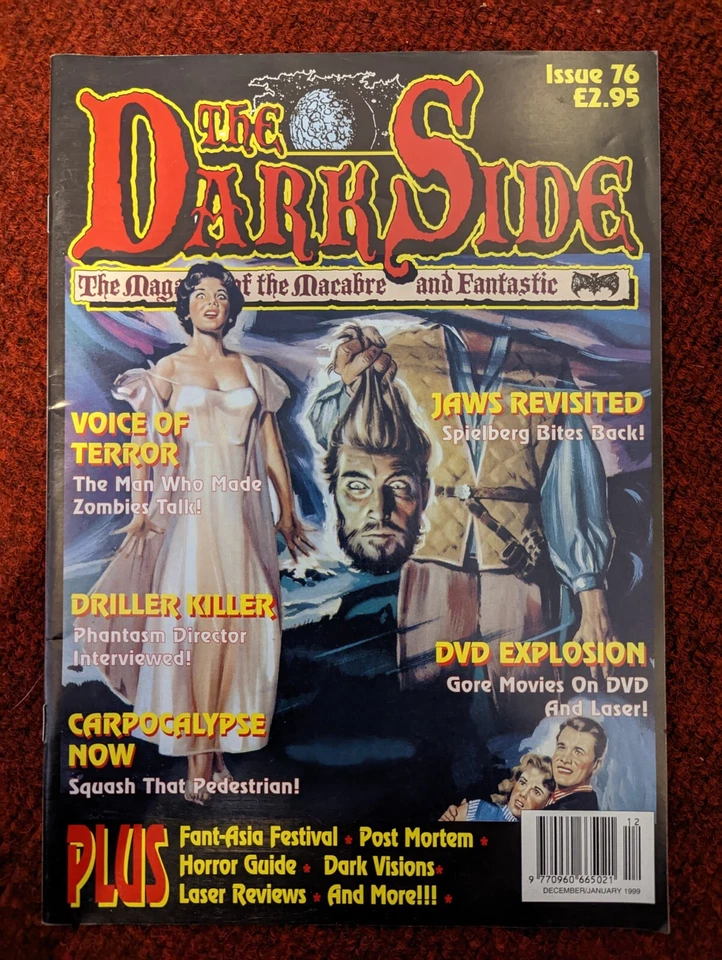 Issue 76
£2.95
THE
DARK SIDE
The Maga of the Macabre and Fantastic
VOICE OF
TERROR
The Man Who Made
Zombies Talk!
JAWS REVISITED
Spielberg Bites Back!
DRILLER KILLER
Phantasm Director
Interviewed!
DVD EXPLOSION
Gore Movies On DVD
And Laser!
CARPOCALYPSE
NOW
Squash That Pedestrian!
PLUS
Fant-Asia Festival * Post Mortem *
Horror Guide * Dark Visions*
Laser Reviews * And More!!! *
12
9 770960 665021
DECEMBER/JANUARY 1999